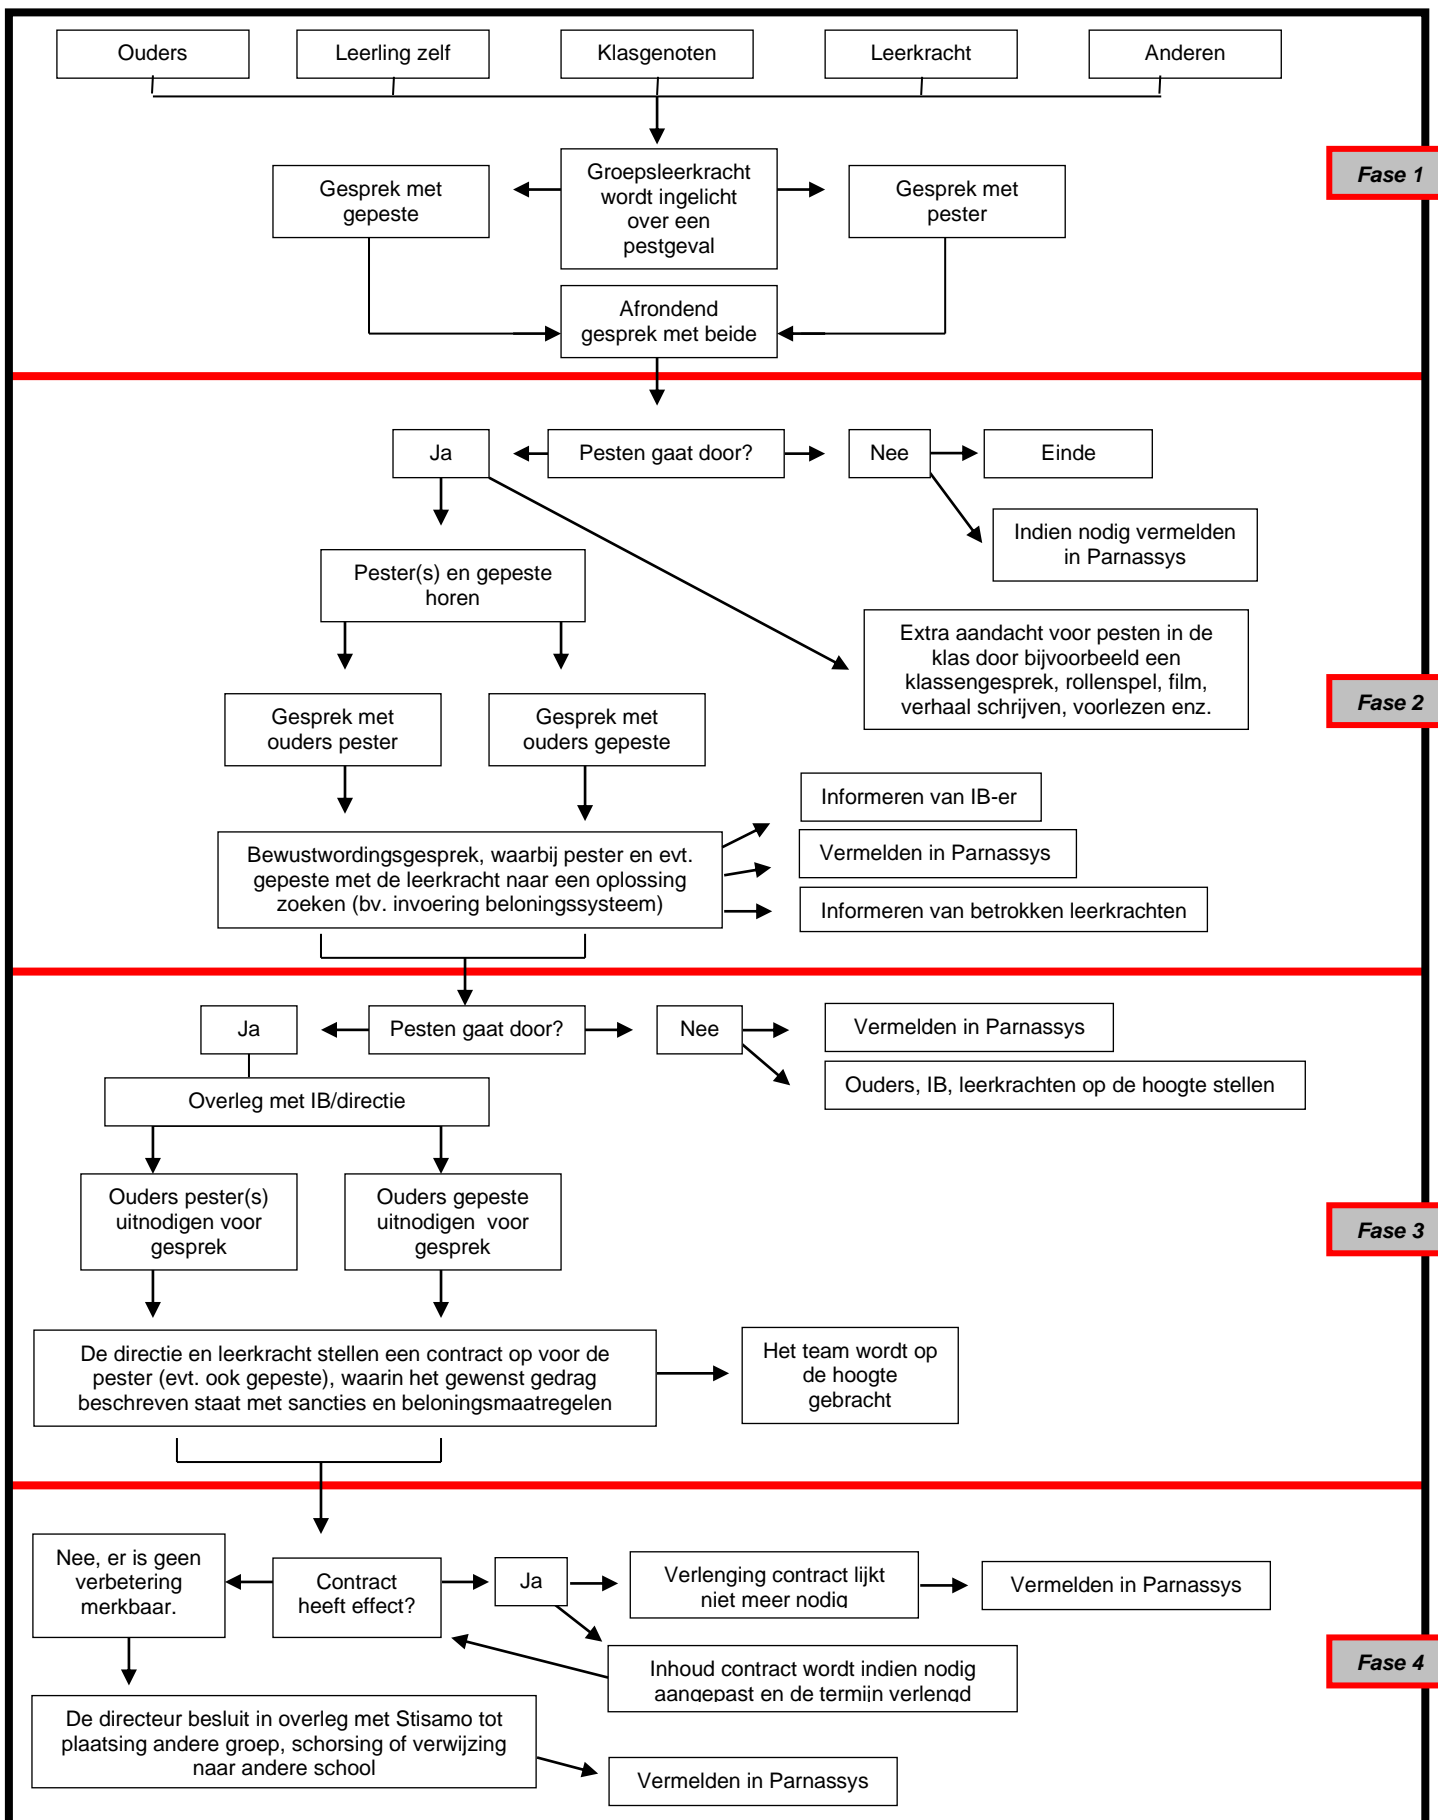 Ouders
Leerling zelf
Klasgenoten
Leerkracht
Anderen
Fase 1
Gesprek met
gepeste
Groepsleerkracht
wordt ingelicht
over een
pestgeval
Gesprek met
pester
Afrondend
gesprek met beide
Ja
Pesten gaat door?
Nee
Einde
Indien nodig vermelden
in Parnassys
Pester(s) en gepeste
horen
Extra aandacht voor pesten in de
klas door bijvoorbeeld een
klassengesprek, rollenspel, film,
verhaal schrijven, voorlezen enz.
Fase 2
Gesprek met
ouders pester
Gesprek met
ouders gepeste
Informeren van IB-er
Bewustwordingsgesprek, waarbij pester en evt.
gepeste met de leerkracht naar een oplossing
zoeken (bv. invoering beloningssysteem)
Vermelden in Parnassys
Informeren van betrokken leerkrachten
Ja
Pesten gaat door?
Nee
Vermelden in Parnassys
Ouders, IB, leerkrachten op de hoogte stellen
Overleg met IB/directie
Ouders pester(s)
uitnodigen voor
gesprek
Ouders gepeste
uitnodigen  voor
gesprek
Fase 3
De directie en leerkracht stellen een contract op voor de
pester (evt. ook gepeste), waarin het gewenst gedrag
beschreven staat met sancties en beloningsmaatregelen
Het team wordt op
de hoogte
gebracht
Nee, er is geen
verbetering
merkbaar.
Contract
heeft effect?
Ja
Verlenging contract lijkt
niet meer nodig
Vermelden in Parnassys
Inhoud contract wordt indien nodig
aangepast en de termijn verlengd
Fase 4
De directeur besluit in overleg met Stisamo tot
plaatsing andere groep, schorsing of verwijzing
naar andere school
Vermelden in Parnassys